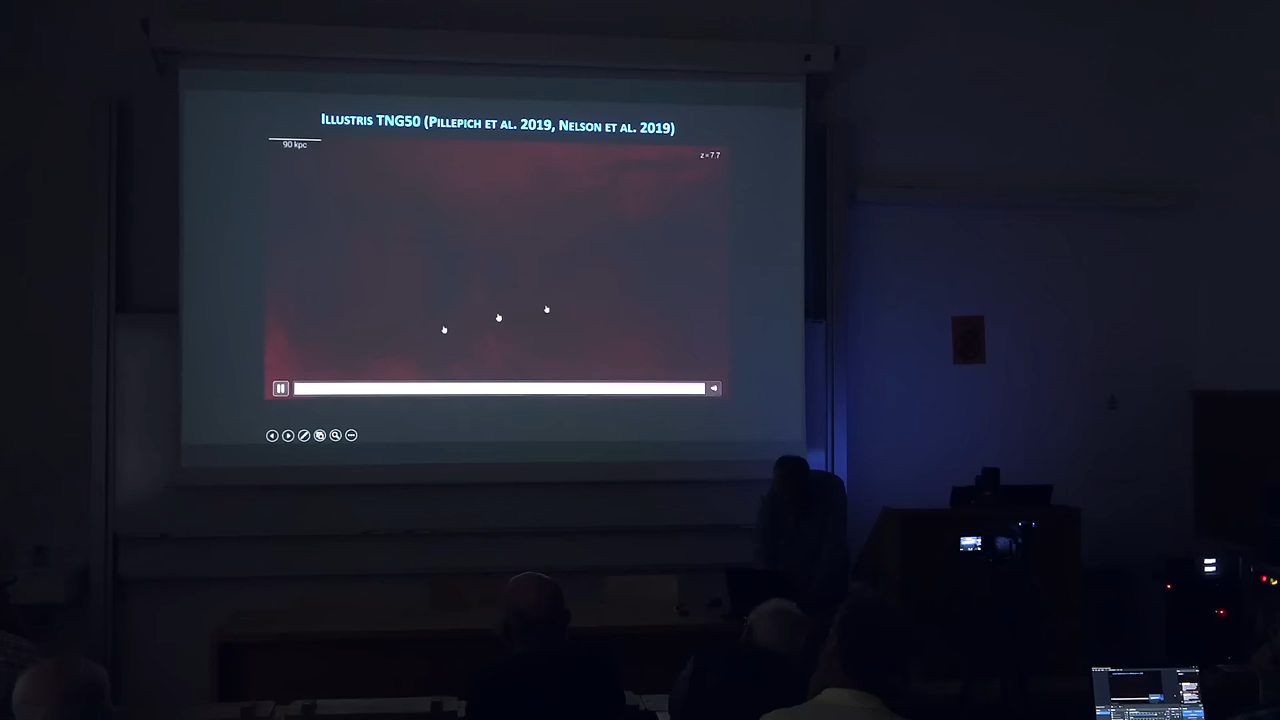 ILLUSTRIS TNG50 (PILLEPICH ET AL. 2019, NELSON ET AL. 2019)
90 kpc
z=7.7